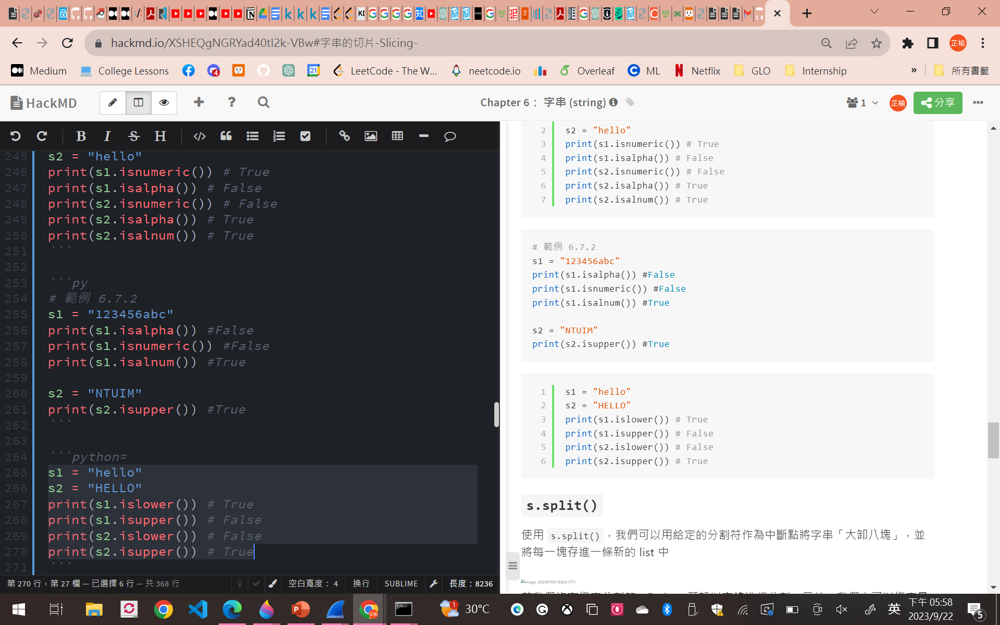 hackmd.io/XSHEQgNGRYad40tI2k-VBw#字串的切片-Slicing-
芷榆
Medium
College Lessons
4
21
LeetCode - The W...
neetcode.io
Overleaf
ML
Netflix
GLO
Internship
»
所有書籤
HackMD
Chapter 6： 字串 (string)
1
芷榆
分享
B I S H
245 s2 = "hello"
246 print(s1.isnumeric()) # True
247 print(s1.isalpha()) # False
248 print(s2.isnumeric()) # False
249 print(s2.isalpha()) # True
250 print(s2.isalnum()) # True
251 ```
252
253 ```py
254 # 範例 6.7.2
255 s1 = "123456abc"
256 print(s1.isalpha()) #False
257 print(s1.isnumeric()) #False
258 print(s1.isalnum()) #True
259
260 s2 = "NTUIM"
261 print(s2.isupper()) #True
262 ```
263
264 ```python=
265 s1 = "hello"
266 s2 = "HELLO"
267 print(s1.islower()) # True
268 print(s1.isupper()) # False
269 print(s2.islower()) # False
270 print(s2.isupper()) # True
271 ```
第 270 行，第 27 欄 — 已選擇 6 行 — 共 368 行
空白寬度： 4
換行
SUBLIME
長度：8236
2 s2 = "hello"
3 print(s1.isnumeric()) # True
4 print(s1.isalpha()) # False
5 print(s2.isnumeric()) # False
6 print(s2.isalpha()) # True
7 print(s2.isalnum()) # True
# 範例 6.7.2
s1 = "123456abc"
print(s1.isalpha()) #False
print(s1.isnumeric()) #False
print(s1.isalnum()) #True
s2 = "NTUIM"
print(s2.isupper()) #True
1 s1 = "hello"
2 s2 = "HELLO"
3 print(s1.islower()) # True
4 print(s1.isupper()) # False
5 print(s2.islower()) # False
6 print(s2.isupper()) # True
s.split()
使用 s.split()，我們可以用給定的分割符作為中斷點將字串「大卸八塊」，並
將每一塊存進一條新的 list 中
image-20230702152021771
1
30°C
英
下午 05:58
2023/9/22
5